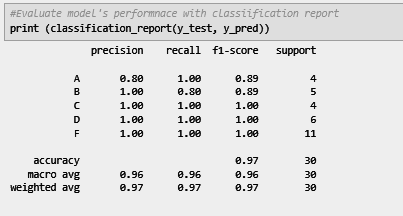 #Evaluate model's performnace with classiification report
print (classification_report(y_test, y_pred))
precision recall f1-score support
A 0.80 1.00 0.89 4
B 1.00 0.80 0.89 5
C 1.00 1.00 1.00 4
D 1.00 1.00 1.00 6
F 1.00 1.00 1.00 11
accuracy 0.97 30
macro avg 0.96 0.96 0.96 30
weighted avg 0.97 0.97 0.97 30